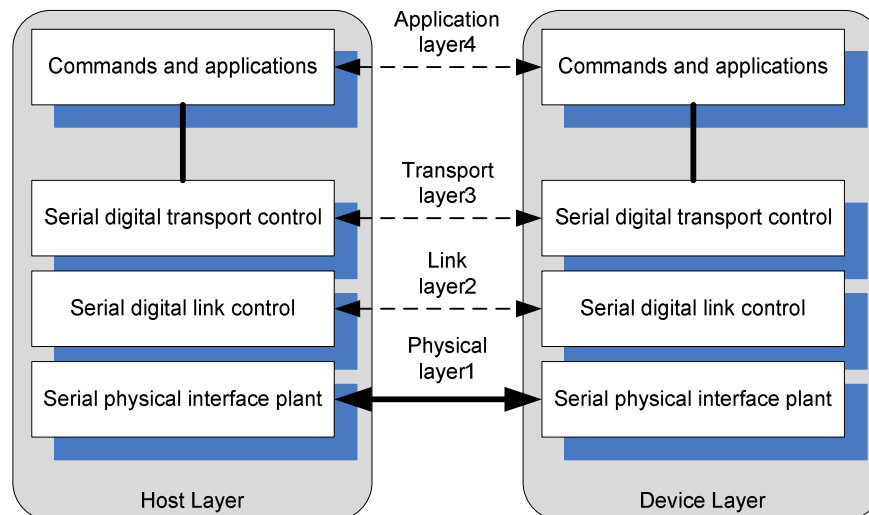 Application
layer4
Commands and applications
Commands and applications
Transport
layer3
Serial digital transport control
Serial digital transport control
Link
layer2
Serial digital link control
Serial digital link control
Physical
layer1
Serial physical interface plant
Serial physical interface plant
Host Layer
Device Layer